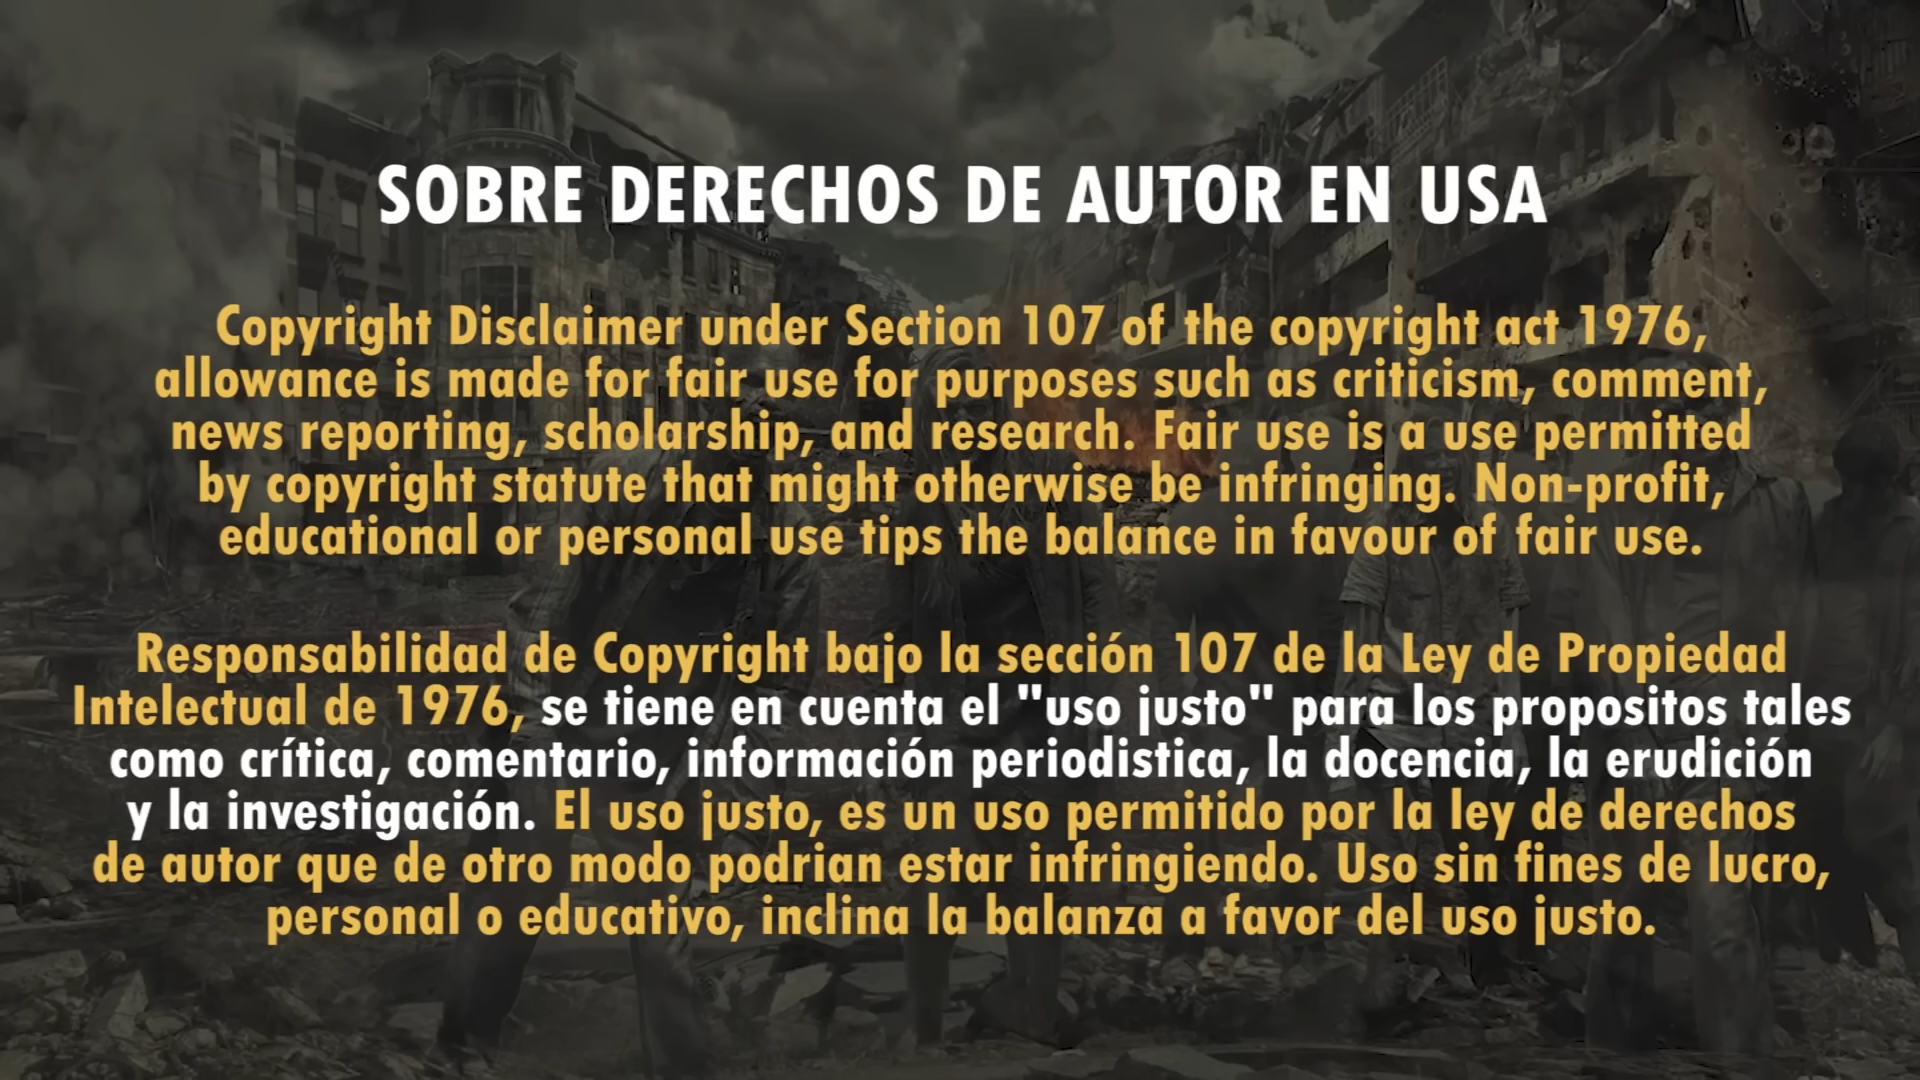 SOBRE DERECHOS DE AUTOR EN USA
Copyright Disclaimer under Section 107 of the copyright act 1976,
allowance is made for fair use for purposes such as criticism, comment,
news reporting, scholarship, and research. Fair use is a use permitted
by copyright statute that might otherwise be infringing. Non-profit,
educational or personal use tips the balance in favour of fair use.
Responsabilidad de Copyright bajo la sección 107 de la Ley de Propiedad
Intelectual de 1976, se tiene en cuenta el "uso justo" para los propositos tales
como crítica, comentario, información periodistica, la docencia, la erudición
y la investigación. El uso justo, es un uso permitido por la ley de derechos
de autor que de otro modo podrian estar infringiendo. Uso sin fines de lucro,
personal o educativo, inclina la balanza a favor del uso justo.